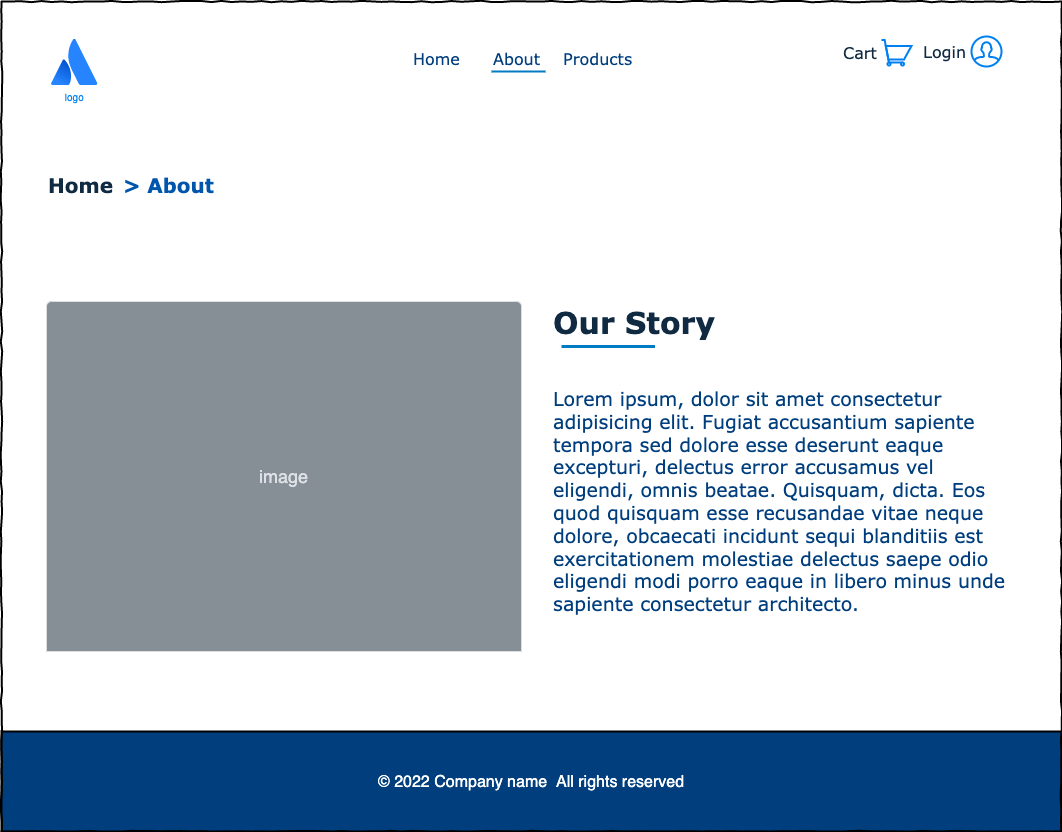 logo
Home About Products
Cart Login
Home > About
image
Our Story
Lorem ipsum, dolor sit amet consectetur
adipisicing elit. Fugiat accusantium sapiente
tempora sed dolore esse deserunt eaque
excepturi, delectus error accusamus vel
eligendi, omnis beatae. Quisquam, dicta. Eos
quod quisquam esse recusandae vitae neque
dolore, obcaecati incidunt sequi blanditiis est
exercitationem molestiae delectus saepe odio
eligendi modi porro eaque in libero minus unde
sapiente consectetur architecto.
© 2022 Company name  All rights reserved